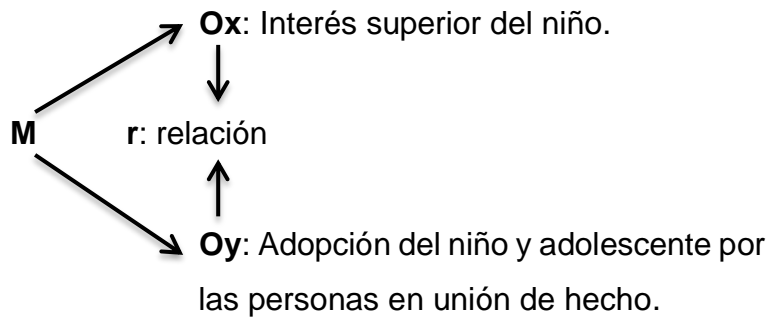 Ox: Interés superior del niño.
M r: relación
Oy: Adopción del niño y adolescente por
las personas en unión de hecho.